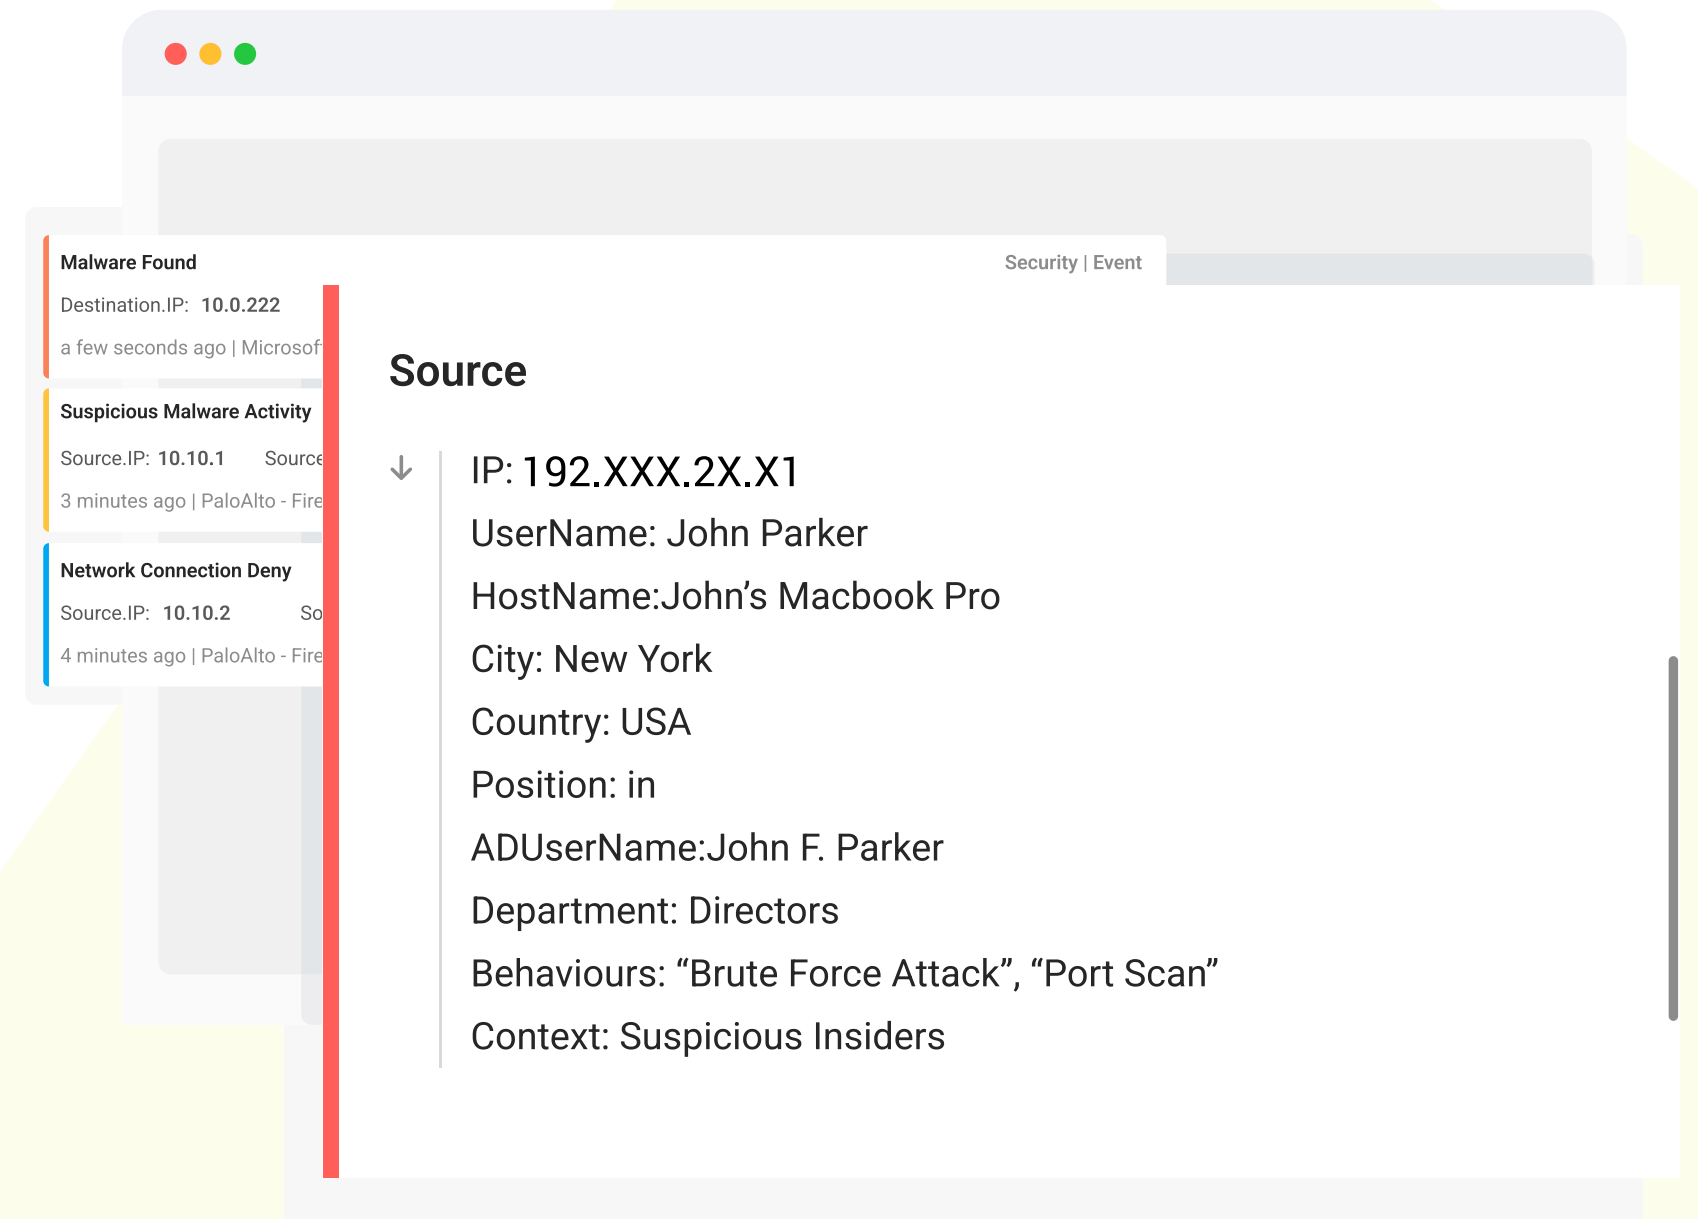 Malware Found
Security | Event
Destination.IP: 10.0.222
a few seconds ago | Microsof
Suspicious Malware Activity
Source.IP: 10.10.1 Source
3 minutes ago | PaloAlto - Fire
Network Connection Deny
Source.IP: 10.10.2 So
4 minutes ago | PaloAlto - Fire
Source
IP: 192.XXX.2X.X1
UserName: John Parker
HostName:John’s Macbook Pro
City: New York
Country: USA
Position: in
ADUserName:John F. Parker
Department: Directors
Behaviours: “Brute Force Attack”, “Port Scan”
Context: Suspicious Insiders